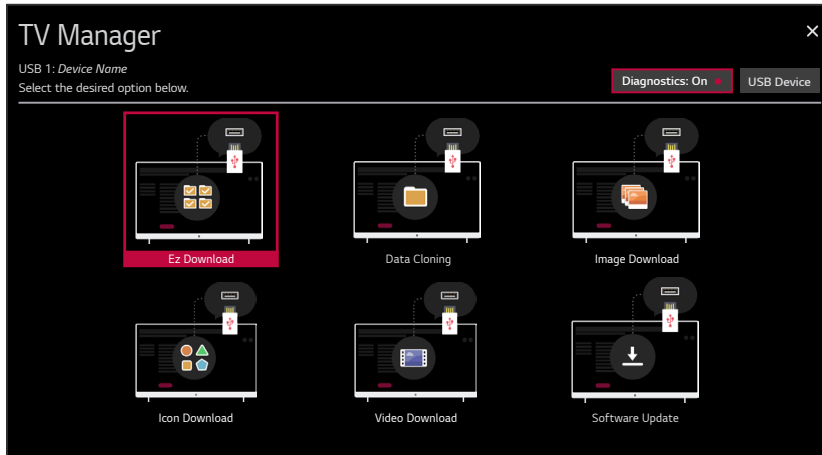 TV Manager
USB 1: Device Name
Select the desired option below.
Diagnostics: On
USB Device
Ez Download
Data Cloning
Image Download
Icon Download
Video Download
Software Update